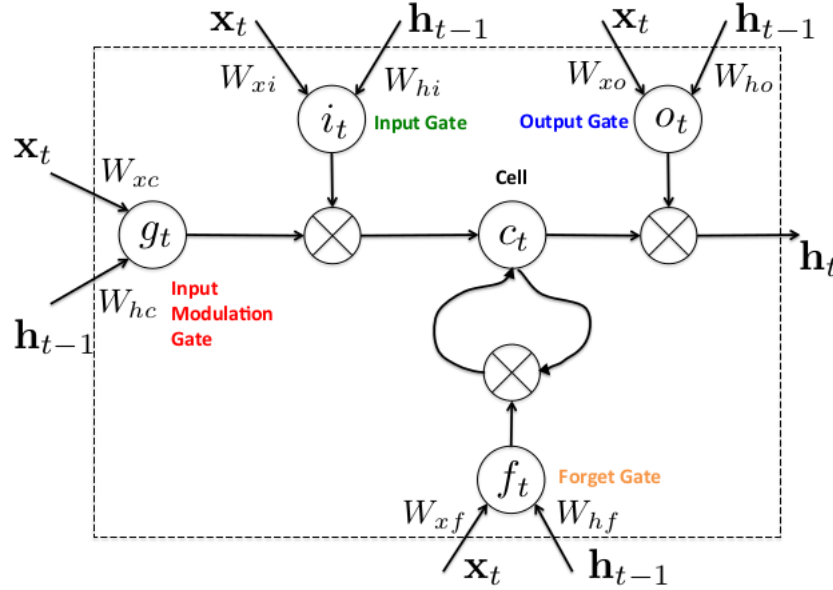 x_t h_{t-1} x_t h_{t-1}
W_{xi} W_{hi} W_{xo} W_{ho}
i_t Input Gate Output Gate o_t
x_t
W_{xc} Cell
g_t c_t
h_t
W_{hc} Input
Modulation
Gate
h_{t-1}
f_t Forget Gate
W_{xf} W_{hf}
x_t h_{t-1}